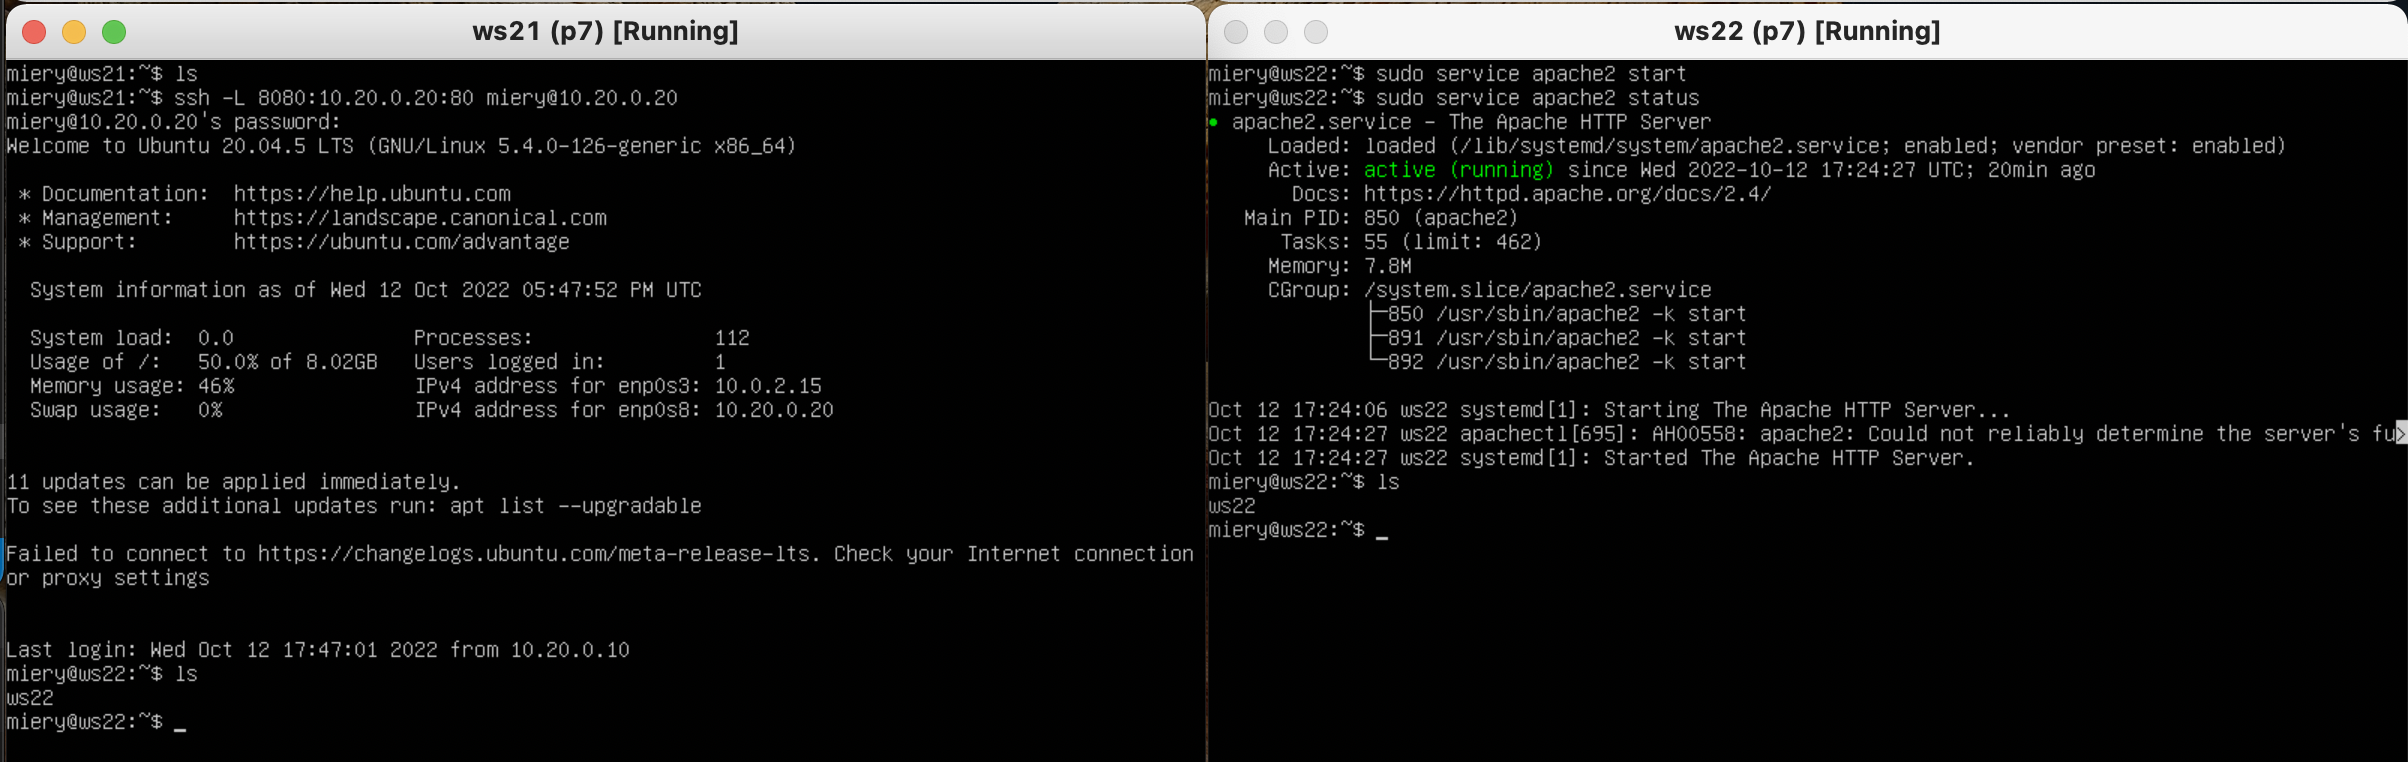 ws21 (p7) [Running]
miery@ws21:~$ ls
miery@ws21:~$ ssh -L 8080:10.20.0.20:80 miery@10.20.0.20
miery@10.20.0.20's password:
Welcome to Ubuntu 20.04.5 LTS (GNU/Linux 5.4.0-126-generic x86_64)
* Documentation:  https://help.ubuntu.com
* Management:     https://landscape.canonical.com
* Support:        https://ubuntu.com/advantage
System information as of Wed 12 Oct 2022 05:47:52 PM UTC
System load:  0.0               Processes:               112
Usage of /:   50.0% of 8.02GB   Users logged in:         1
Memory usage: 46%               IPv4 address for enp0s3: 10.0.2.15
Swap usage:   0%                IPv4 address for enp0s8: 10.20.0.20
11 updates can be applied immediately.
To see these additional updates run: apt list --upgradable
Failed to connect to https://changelogs.ubuntu.com/meta-release-lts. Check your Internet connection
or proxy settings
Last login: Wed Oct 12 17:47:01 2022 from 10.20.0.10
miery@ws22:~$ ls
ws22
miery@ws22:~$ _
ws22 (p7) [Running]
miery@ws22:~$ sudo service apache2 start
miery@ws22:~$ sudo service apache2 status
● apache2.service - The Apache HTTP Server
Loaded: loaded (/lib/systemd/system/apache2.service; enabled; vendor preset: enabled)
Active: active (running) since Wed 2022-10-12 17:24:27 UTC; 20min ago
Docs: https://httpd.apache.org/docs/2.4/
Main PID: 850 (apache2)
Tasks: 55 (limit: 462)
Memory: 7.8M
CGroup: /system.slice/apache2.service
├─850 /usr/sbin/apache2 -k start
├─891 /usr/sbin/apache2 -k start
└─892 /usr/sbin/apache2 -k start
Oct 12 17:24:06 ws22 systemd[1]: Starting The Apache HTTP Server...
Oct 12 17:24:27 ws22 apachectl[695]: AH00558: apache2: Could not reliably determine the server's fu>
Oct 12 17:24:27 ws22 systemd[1]: Started The Apache HTTP Server.
miery@ws22:~$ ls
ws22
miery@ws22:~$ _